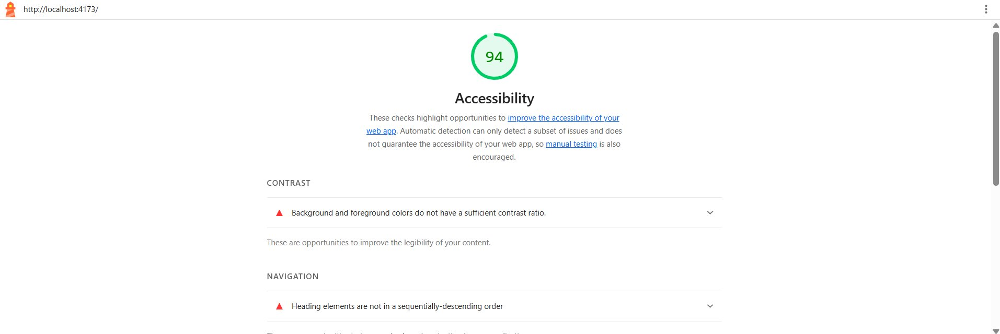 http://localhost:4173/
94
Accessibility
These checks highlight opportunities to improve the accessibility of your
web app. Automatic detection can only detect a subset of issues and does
not guarantee the accessibility of your web app, so manual testing is also
encouraged.
CONTRAST
Background and foreground colors do not have a sufficient contrast ratio.
These are opportunities to improve the legibility of your content.
NAVIGATION
Heading elements are not in a sequentially-descending order